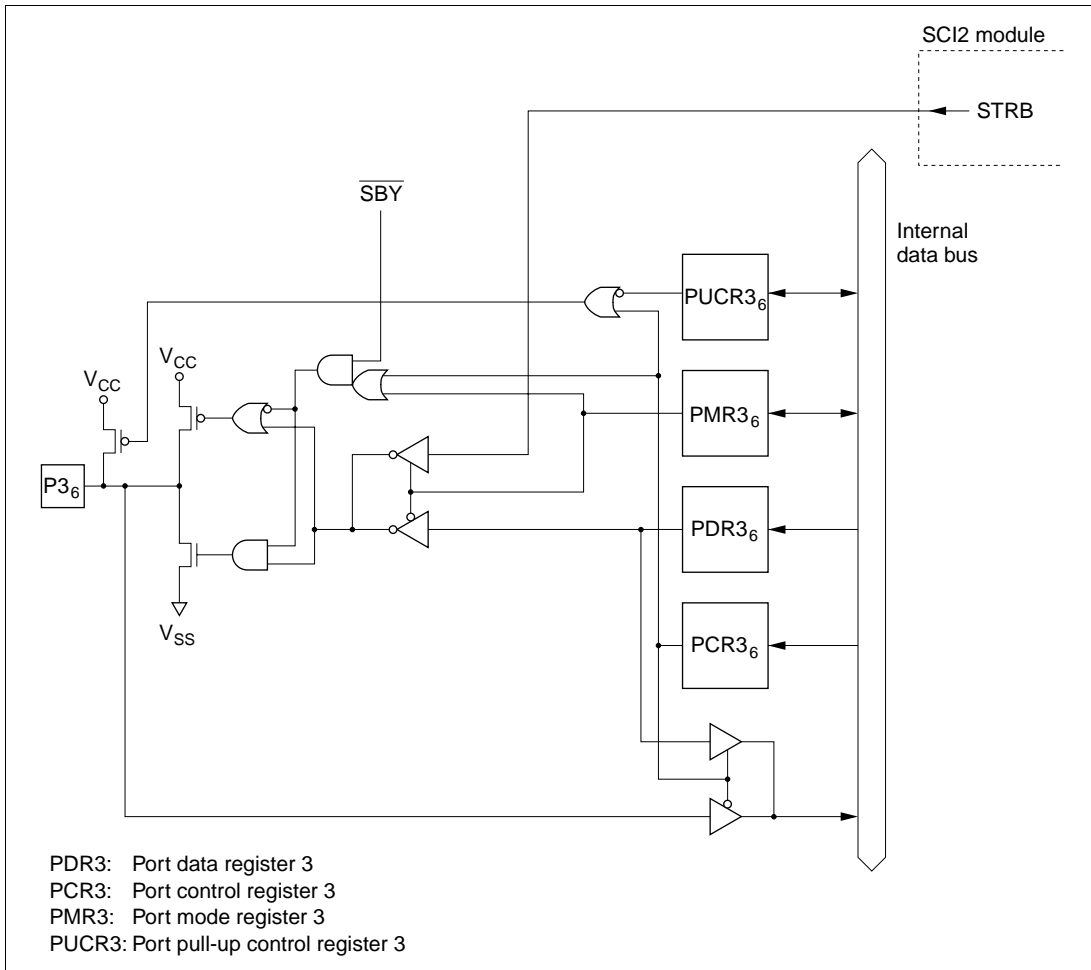 SCI2 module
STRB
SBY
Internal
data bus
PUCR3₆
V_CC
V_CC
PMR3₆
P3₆
PDR3₆
V_SS
PCR3₆
PDR3: Port data register 3
PCR3: Port control register 3
PMR3: Port mode register 3
PUCR3: Port pull-up control register 3